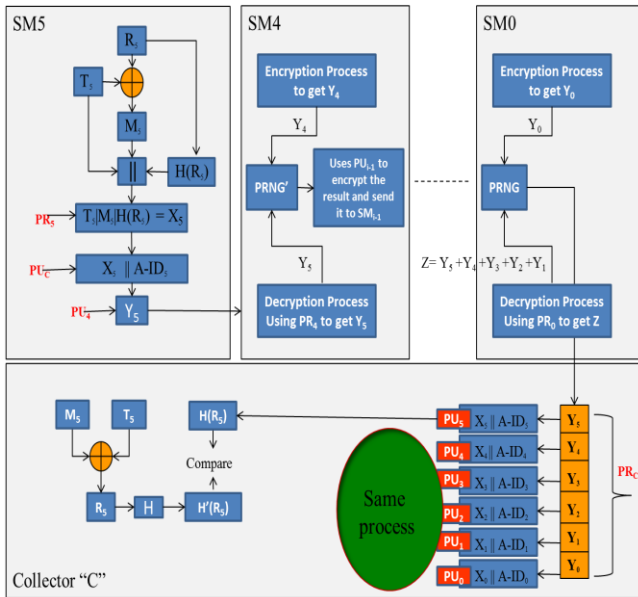 SM5
R₅
T₅
M₅
||
H(R₅)
PR₅
T₅|M₅|H(R₅) = X₅
PU_C
X₅ || A-ID₅
PU₄
Y₅
SM4
Encryption Process
to get Y₄
Y₄
PRNG'
Uses PUᵢ₋₁ to
encrypt the
result and send
it to SMᵢ₋₁
Y₅
Decryption Process
Using PR₄ to get Y₅
SM0
Encryption Process
to get Y₀
Y₀
PRNG
Z= Y₅ +Y₄ + Y₃ + Y₂ + Y₁
Decryption Process
Using PR₀ to get Z
M₅
T₅
R₅
H
H'(R₅)
Compare
H(R₅)
PU₅
X₅ || A-ID₅
Y₅
PU₄
X₄ || A-ID₄
Y₄
PU₃
X₃ || A-ID₃
Y₃
PU₂
X₂ || A-ID₂
Y₂
PU₁
X₁ || A-ID₁
Y₁
PU₀
X₀ || A-ID₀
Y₀
PR_C
Same
process
Collector “C”